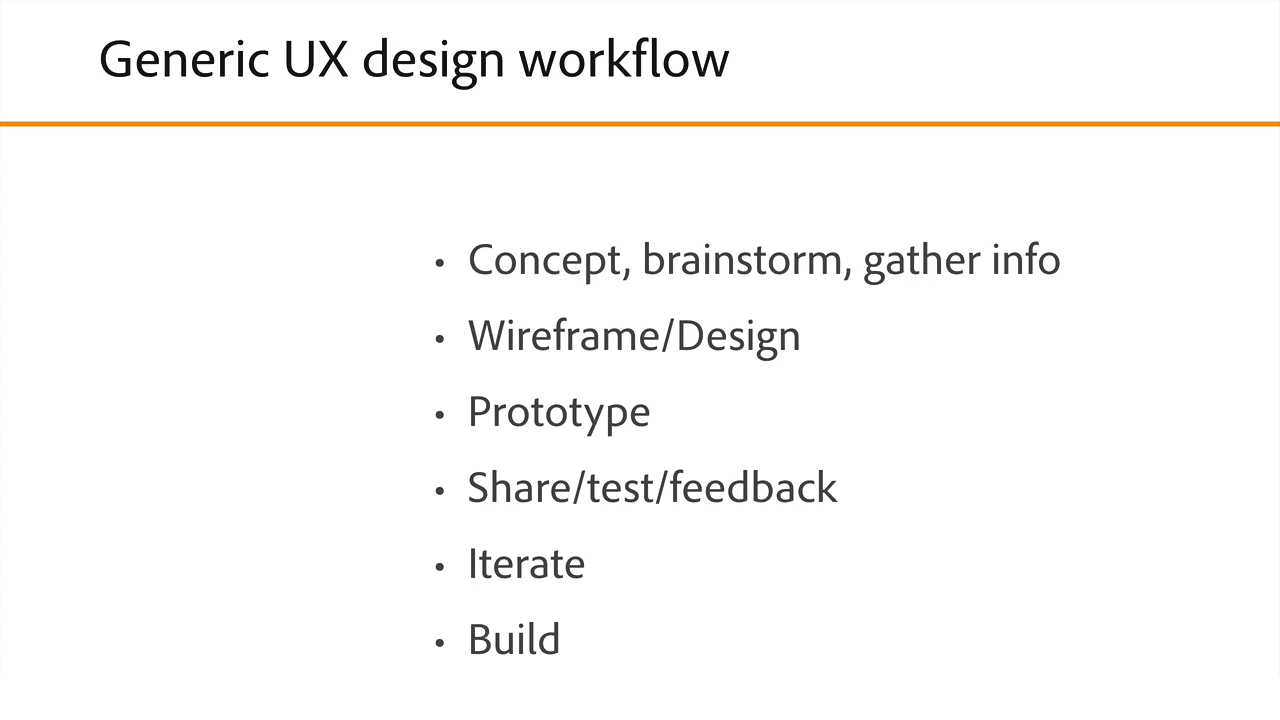 Generic UX design workflow
• Concept, brainstorm, gather info
• Wireframe/Design
• Prototype
• Share/test/feedback
• Iterate
• Build